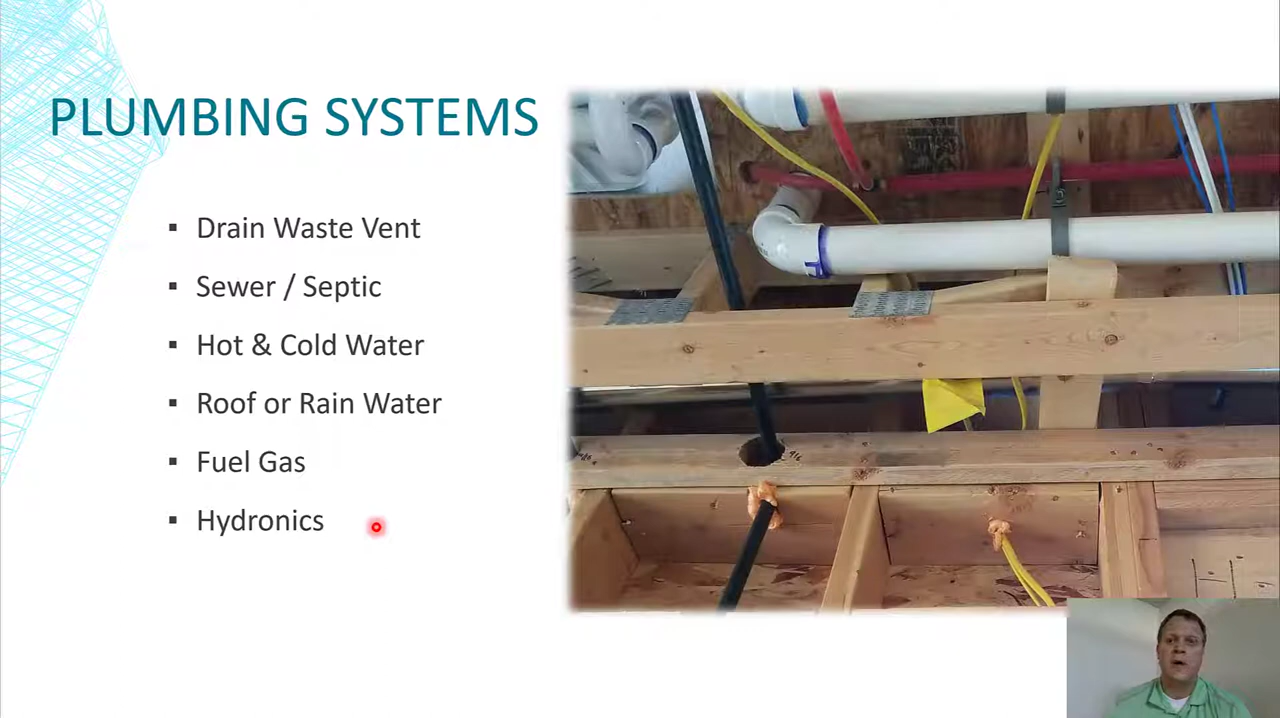 PLUMBING SYSTEMS
▪ Drain Waste Vent
▪ Sewer / Septic
▪ Hot & Cold Water
▪ Roof or Rain Water
▪ Fuel Gas
▪ Hydronics